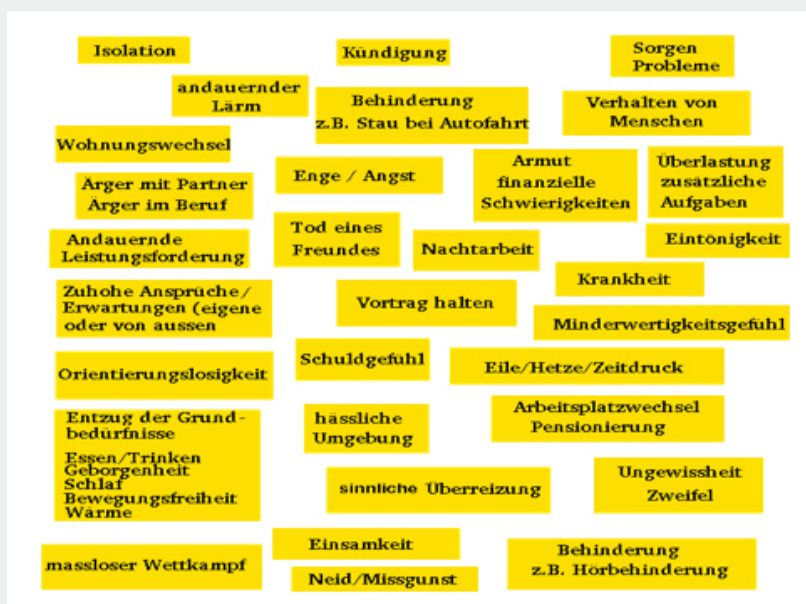 Isolation
Kündigung
Sorgen
Probleme
andauernder
Lärm
Behinderung
z.B. Stau bei Autofahrt
Verhalten von
Menschen
Wohnungswechsel
Enge / Angst
Armut
finanzielle
Schwierigkeiten
Überlastung
zusätzliche
Aufgaben
Ärger mit Partner
Ärger im Beruf
Tod eines
Freundes
Nachtarbeit
Eintönigkeit
Andauernde
Leistungsforderung
Krankheit
Zuhohe Ansprüche/
Erwartungen (eigene
oder von aussen
Vortrag halten
Minderwertigkeitsgefühl
Schuldgefühl
Eile/Hetze/Zeitdruck
Orientierungslosigkeit
Arbeitsplatzwechsel
Pensionierung
Entzug der Grund-
bedürfnisse
Essen/Trinken
Geborgenheit
Schlaf
Bewegungsfreiheit
Wärme
hässliche
Umgebung
sinnliche Überreizung
Ungewissheit
Zweifel
Einsamkeit
massloser Wettkampf
Neid/Missgunst
Behinderung
z.B. Hörbehinderung